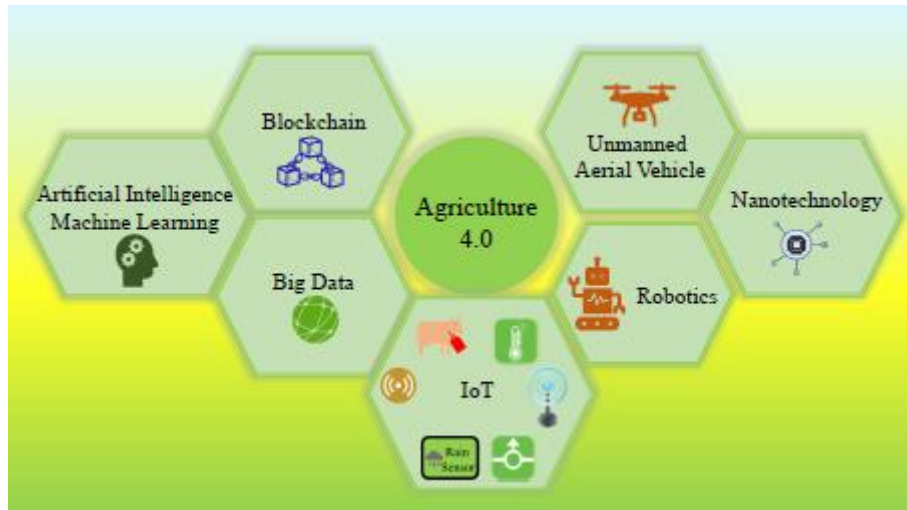 Blockchain
Artificial Intelligence
Machine Learning
Big Data
Agriculture
4.0
Unmanned
Aerial Vehicle
Nanotechnology
Robotics
IoT
Rain
Sensor